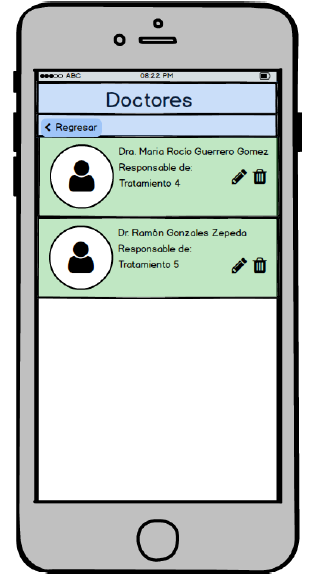 ABC 08:22 PM
Doctores
Regresar
Dra. Maria Rocío Guerrero Gomez
Responsable de:
Tratamiento 4
Dr. Ramón Gonzales Zepeda
Responsable de:
Tratamiento 5